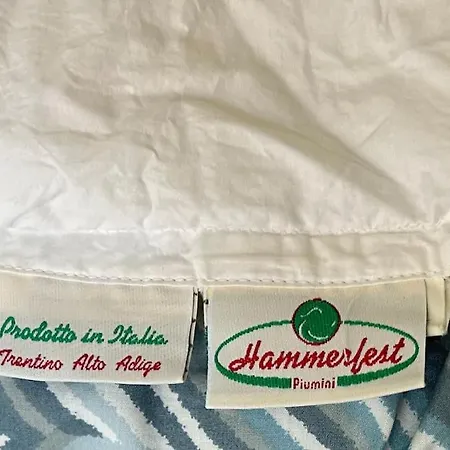 Prodotto in Italia
Trentino Alto Adige
Hammerfest
Piumini